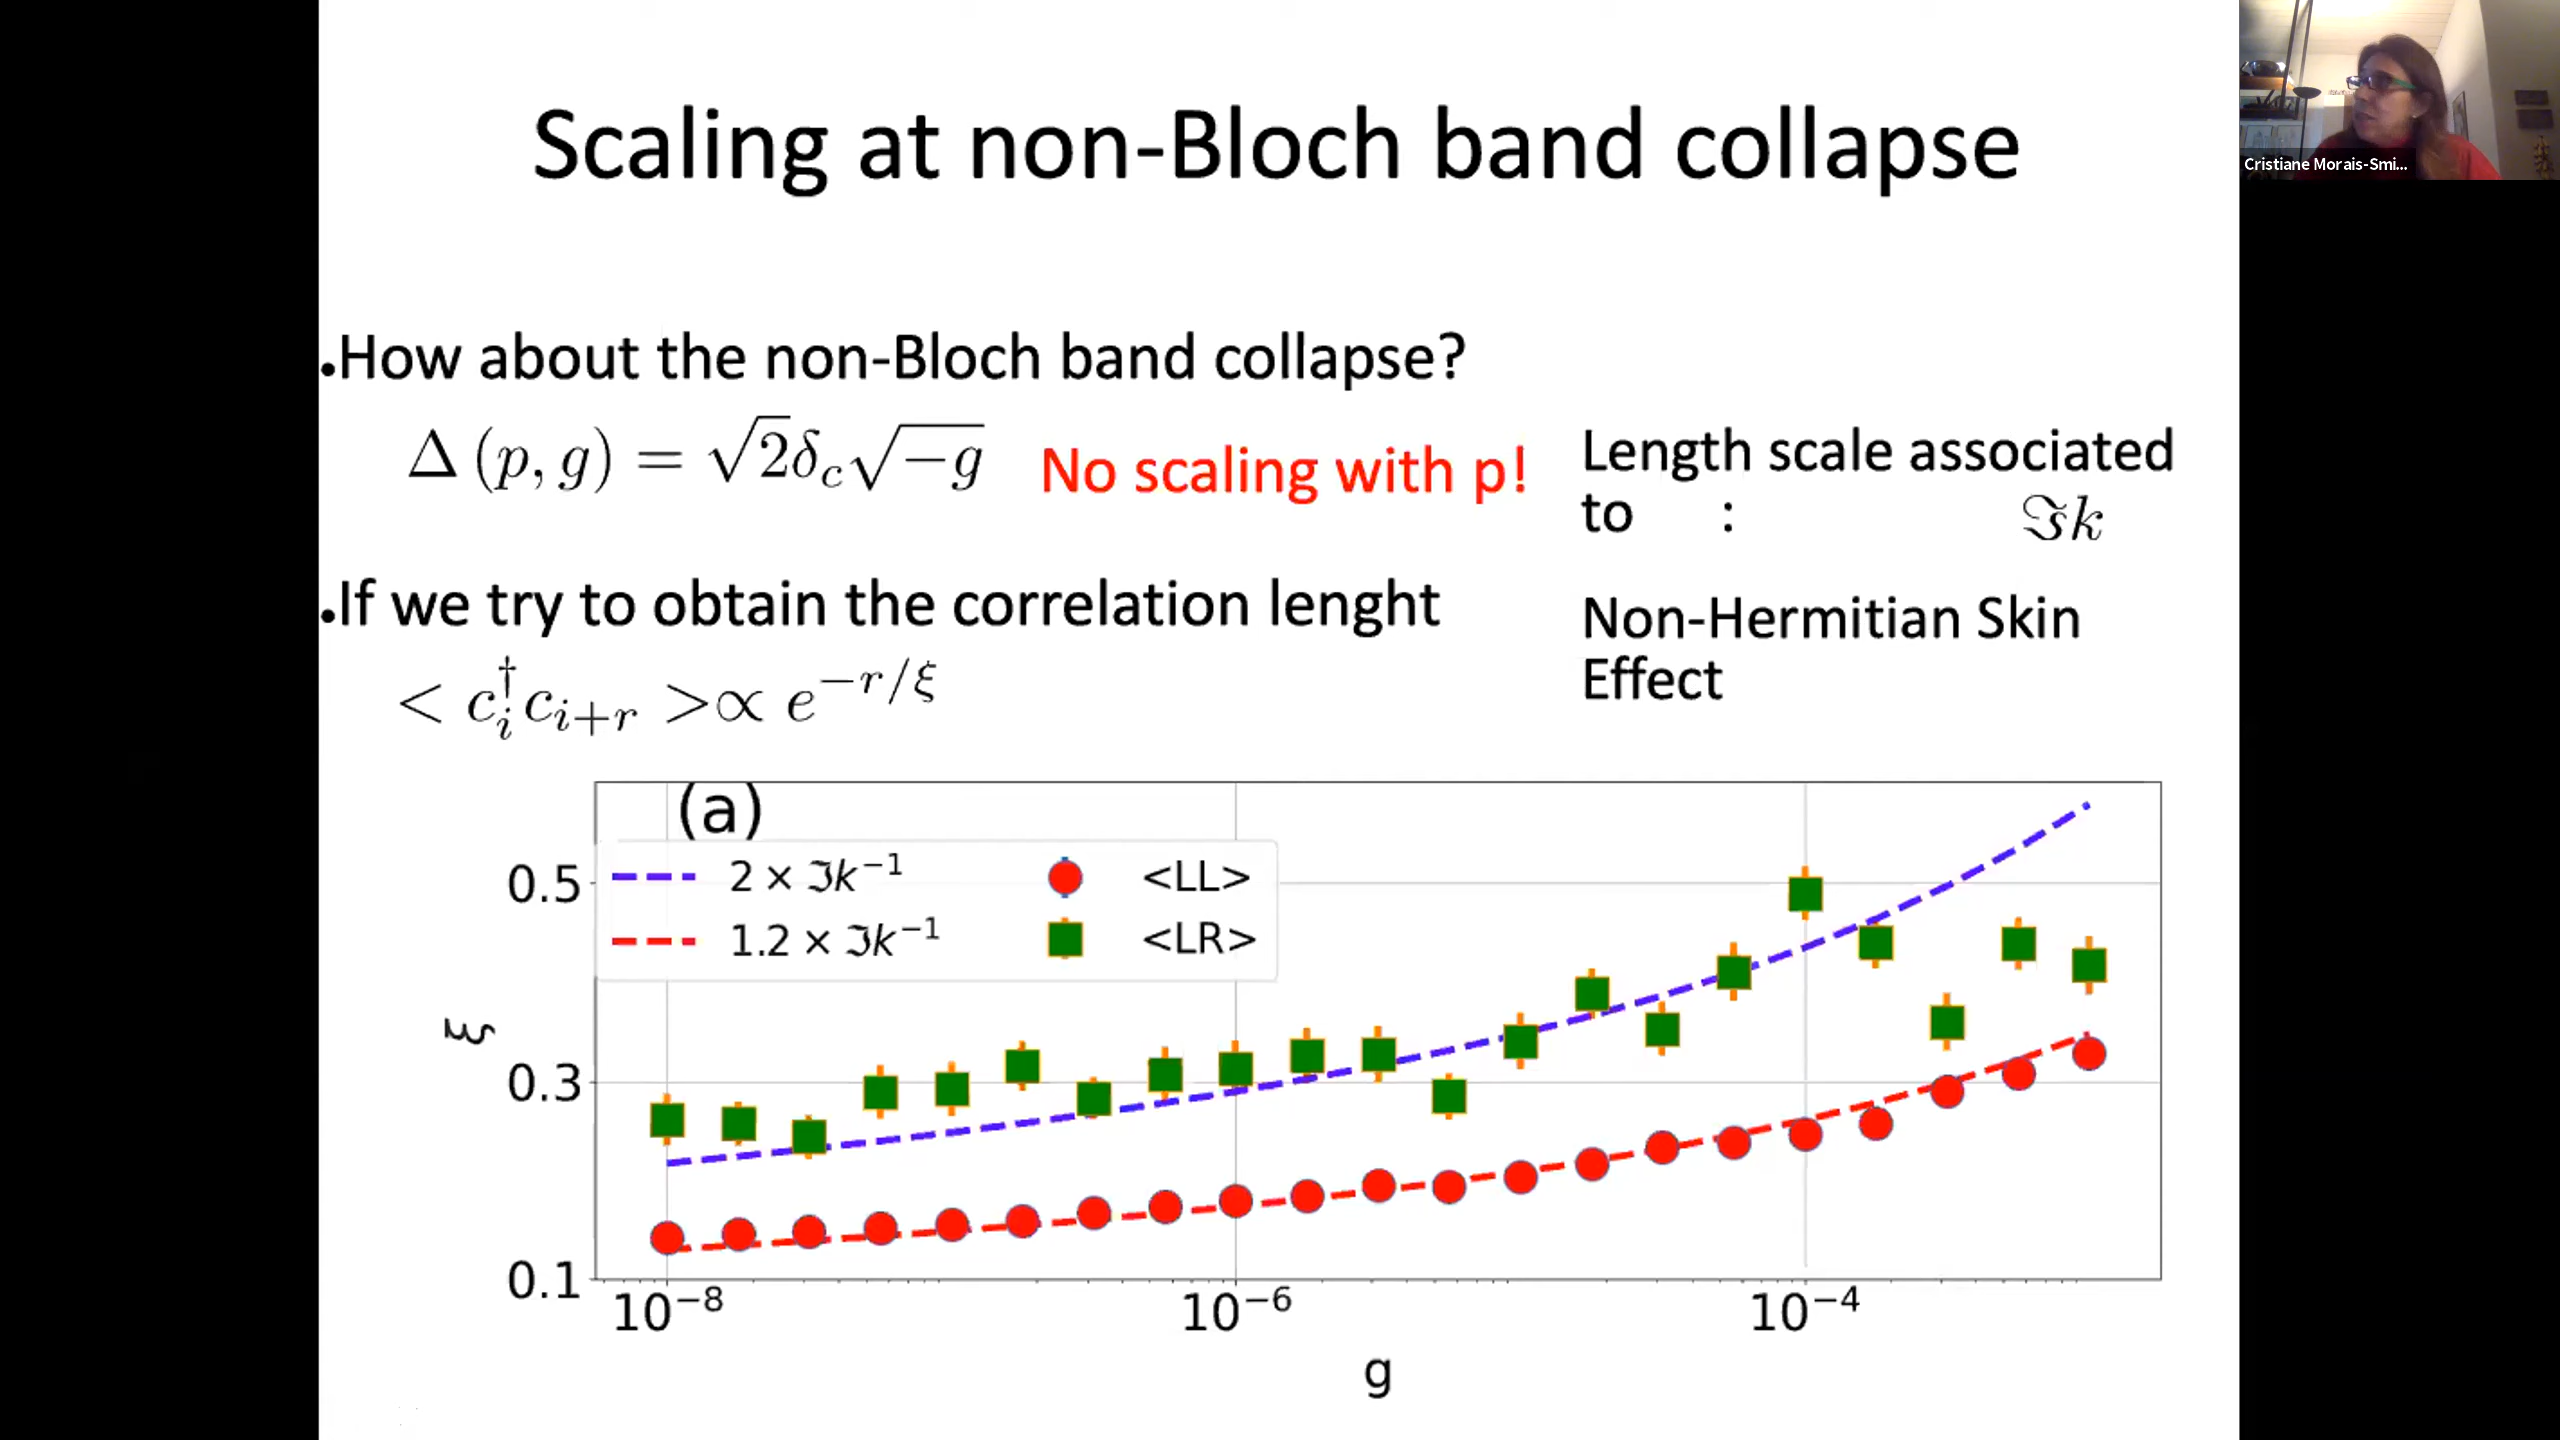 Scaling at non-Bloch band collapse
Cristiane Morais-Smi...
•How about the non-Bloch band collapse?
Δ (p, g) = √2δ_c√−g
No scaling with p!
Length scale associated
to : ℑk
•If we try to obtain the correlation lenght
< c_i^† c_{i+r} >∝ e^{−r/ξ}
Non-Hermitian Skin
Effect
(a)
2 × ℑk⁻¹
<LL>
1.2 × ℑk⁻¹
<LR>
0.5
0.3
0.1
ξ
10⁻⁸
10⁻⁶
10⁻⁴
g